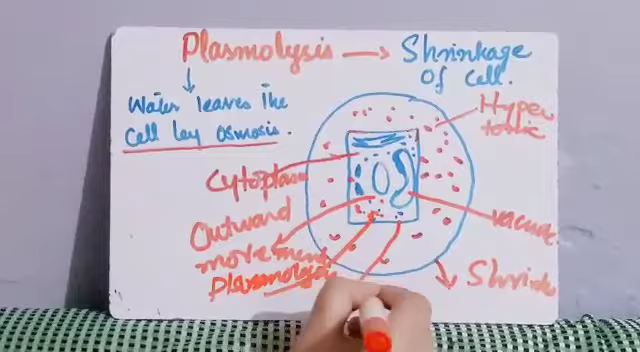 Plasmolysis → Shrinkage of cell.
↓
Water leaves the
cell by osmosis.
Hyper
tonic
Cytoplasm
Outward
movement
Plasmolysis
vacuole
Shrink